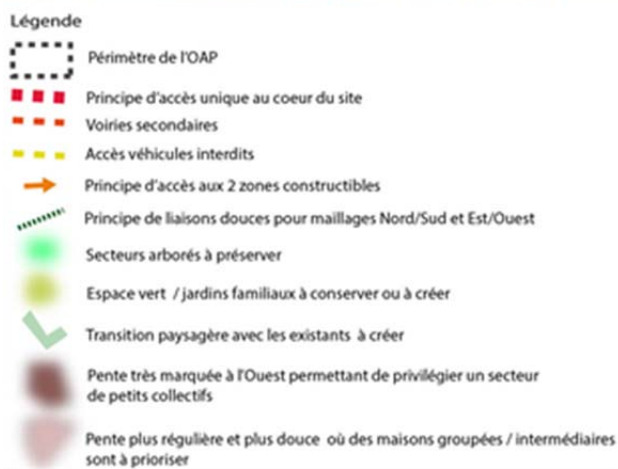 Légende
Périmètre de l'OAP
Principe d'accès unique au coeur du site
Voiries secondaires
Accès véhicules interdits
Principe d'accès aux 2 zones constructibles
Principe de liaisons douces pour maillages Nord/Sud et Est/Ouest
Secteurs arborés à préserver
Espace vert / jardins familiaux à conserver ou à créer
Transition paysagère avec les existants à créer
Pente très marquée à l'Ouest permettant de privilégier un secteur
de petits collectifs
Pente plus régulière et plus douce où des maisons groupées / intermédiaires
sont à prioriser